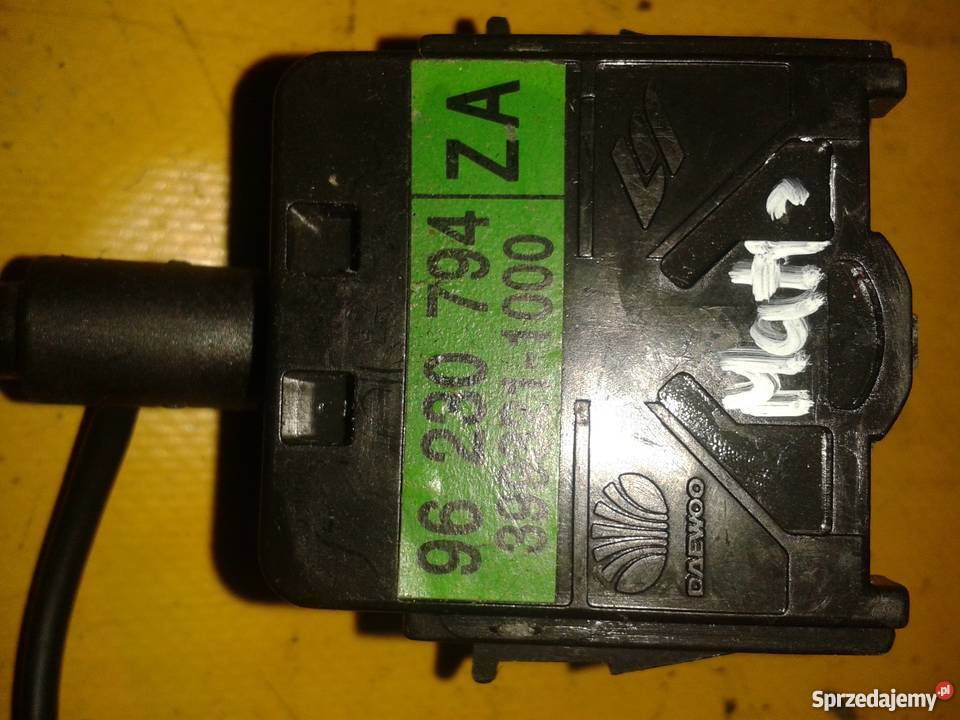 96 230 794 ZA
DAEWOO
Matiz
Sprzedajemy.pl